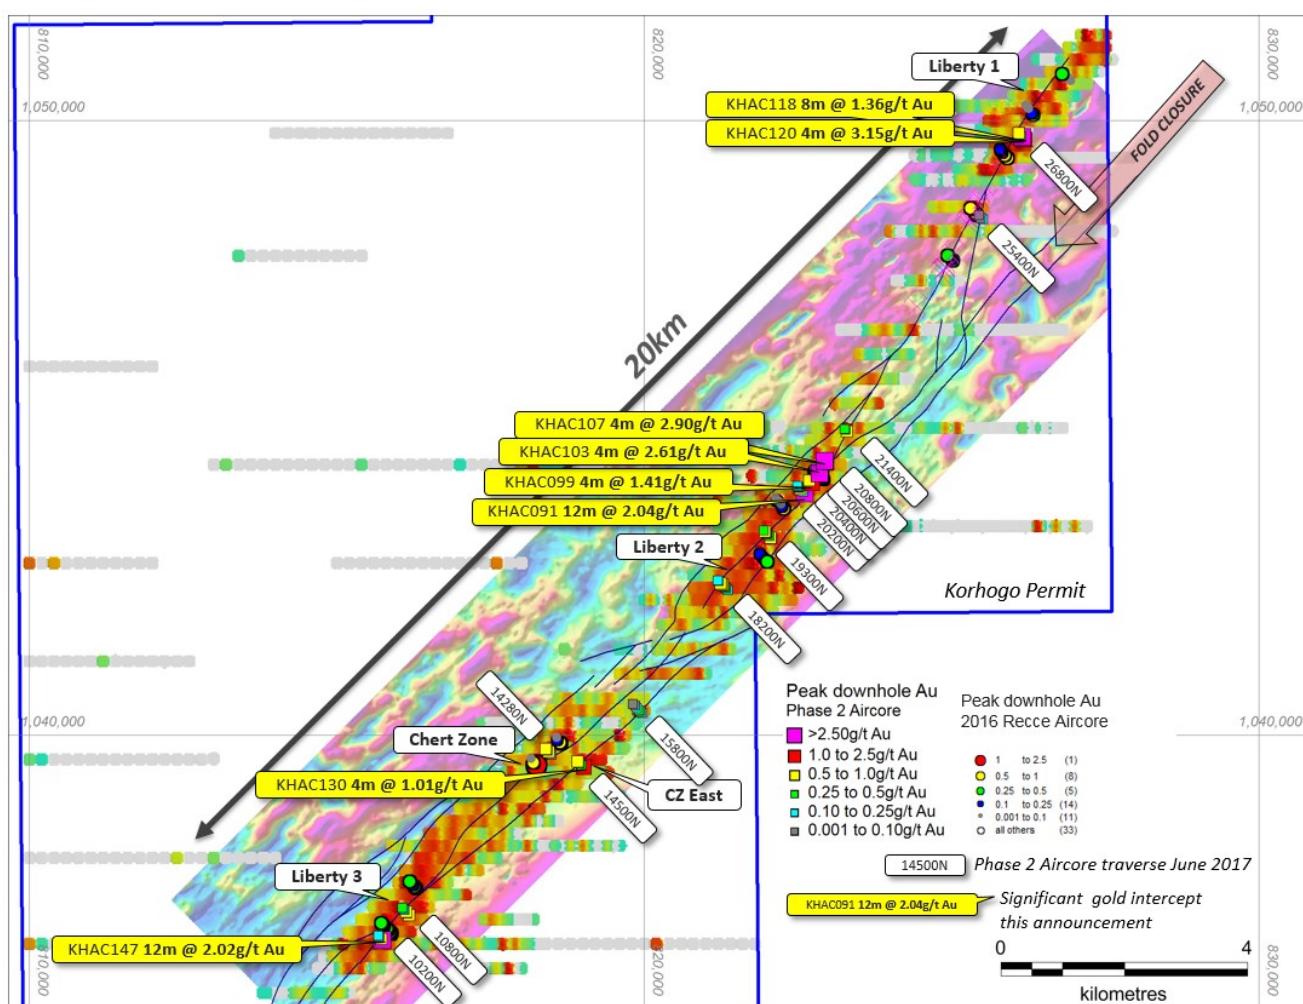 810,000
820,000
830,000
Liberty 1
1,050,000
1,050,000
KHAC118 8m @ 1.36g/t Au
KHAC120 4m @ 3.15g/t Au
FOLD CLOSURE
26800N
25400N
20km
KHAC107 4m @ 2.90g/t Au
KHAC103 4m @ 2.61g/t Au
KHAC099 4m @ 1.41g/t Au
KHAC091 12m @ 2.04g/t Au
21400N
20800N
20600N
20400N
20200N
Liberty 2
19300N
Korhogo Permit
18200N
14280N
15800N
1,040,000
1,040,000
Chert Zone
KHAC130 4m @ 1.01g/t Au
CZ East
14500N
Liberty 3
KHAC147 12m @ 2.02g/t Au
10800N
10200N
Peak downhole Au
Phase 2 Aircore
>2.50g/t Au
1.0 to 2.5g/t Au
0.5 to 1.0g/t Au
0.25 to 0.5g/t Au
0.10 to 0.25g/t Au
0.001 to 0.10g/t Au
Peak downhole Au
2016 Recce Aircore
1 to 2.5 (1)
0.5 to 1 (8)
0.25 to 0.5 (5)
0.1 to 0.25 (14)
0.001 to 0.1 (11)
all others (33)
14500N Phase 2 Aircore traverse June 2017
KHAC091 12m @ 2.04g/t Au Significant gold intercept
this announcement
0 4
kilometres
810,000
820,000
830,000